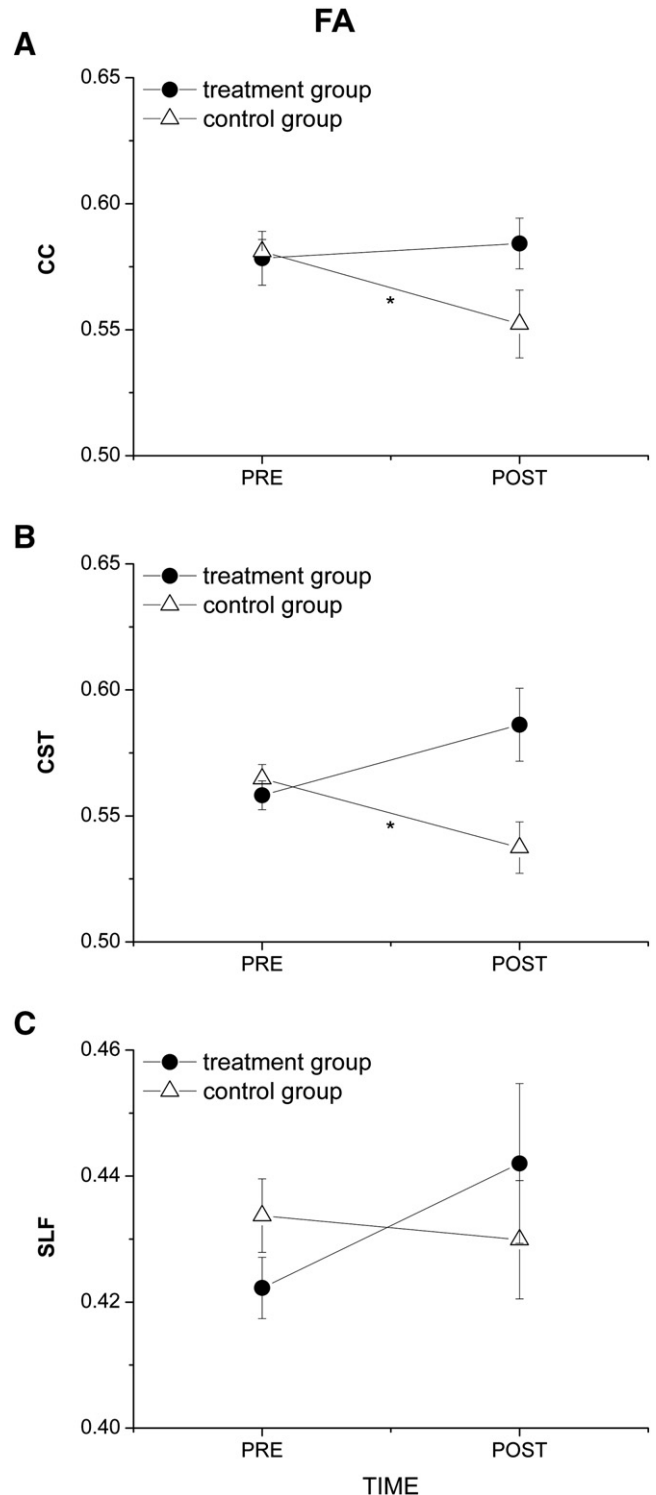 FA
A
0.65
treatment group
control group
0.60
CC
0.55
*
0.50
PRE POST
B
0.65
treatment group
control group
0.60
CST
0.55
*
0.50
PRE POST
C
0.46
treatment group
control group
0.44
SLF
0.42
0.40
PRE POST
TIME